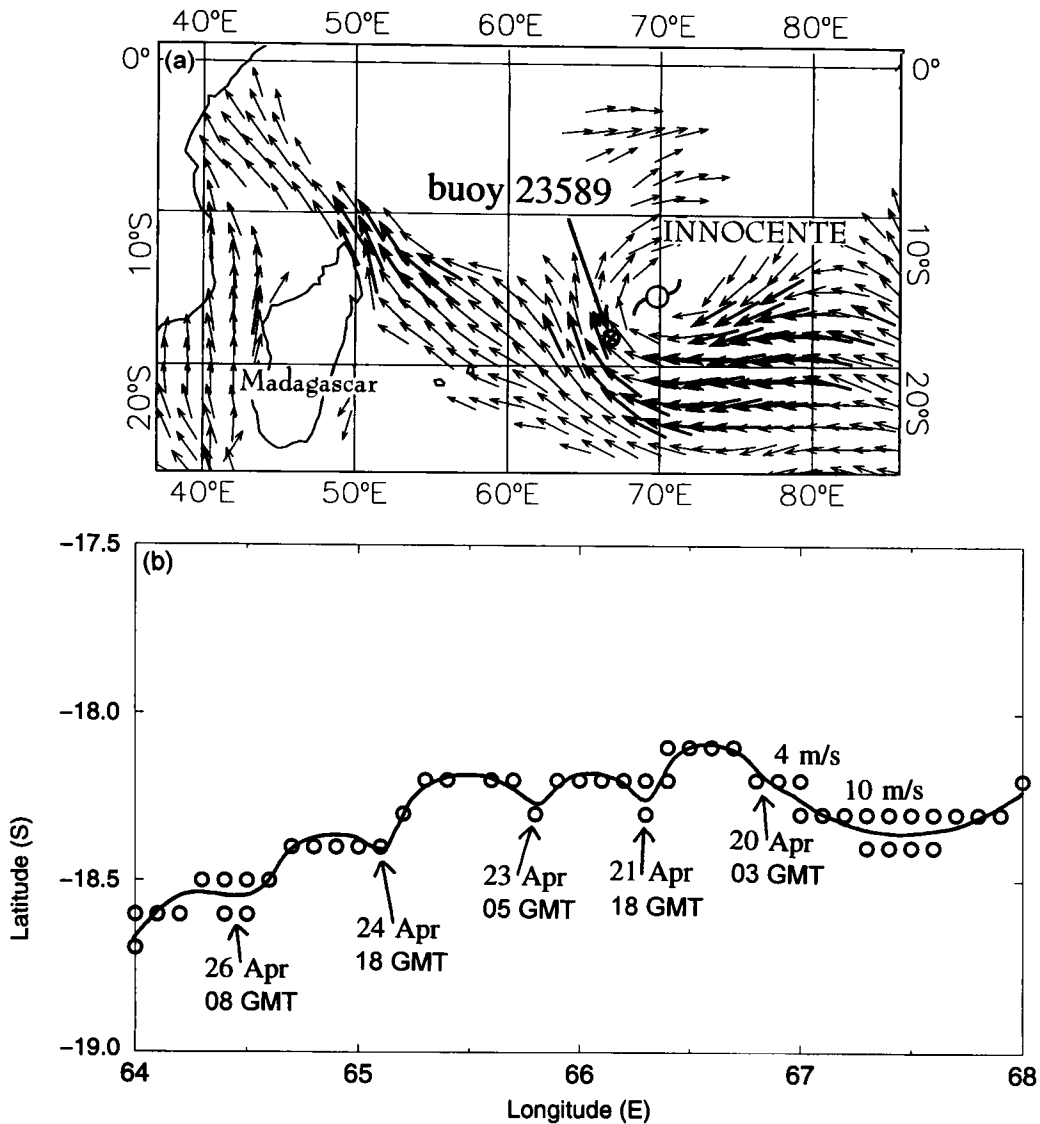 40°E 50°E 60°E 70°E 80°E
0° (a) 0°
buoy 23589
INNOCENTE
10°S 10°S
Madagascar
20°S 20°S
40°E 50°E 60°E 70°E 80°E
−17.5
(b)
−18.0
4 m/s
10 m/s
−18.5
20 Apr
03 GMT
21 Apr
18 GMT
23 Apr
05 GMT
24 Apr
18 GMT
26 Apr
08 GMT
−19.0
64 65 66 67 68
Latitude (S)
Longitude (E)